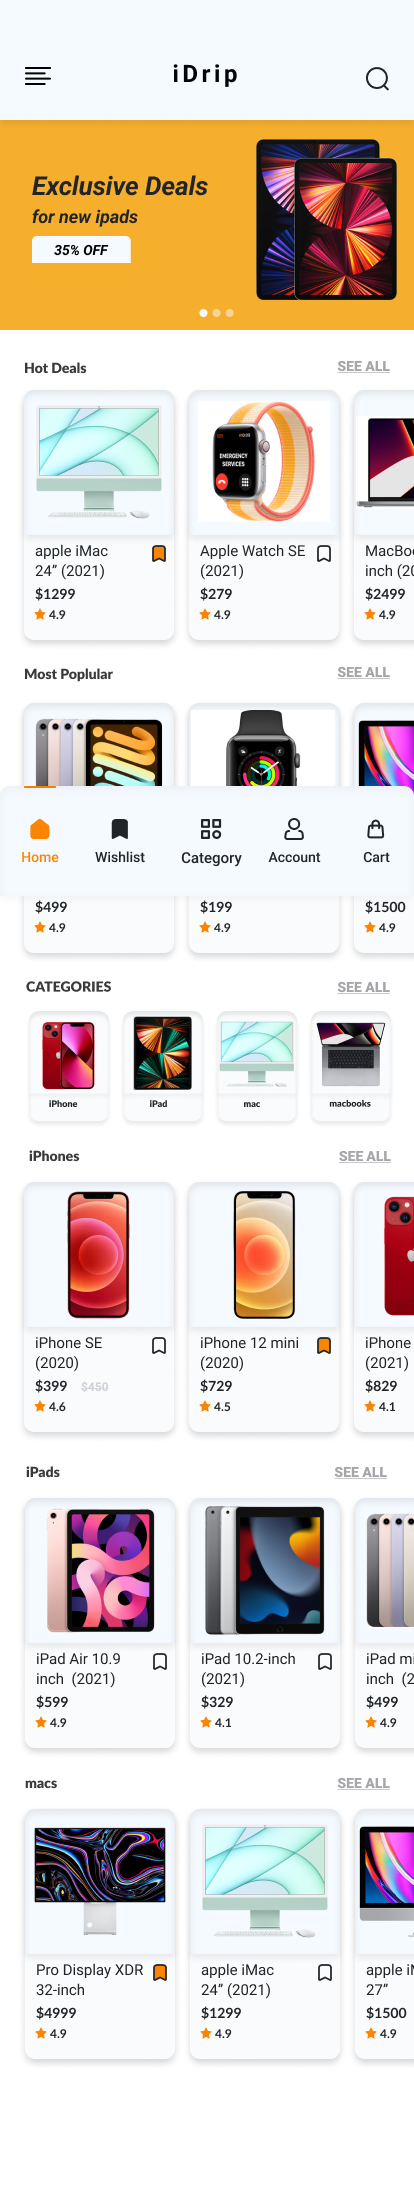 iDrip
Exclusive Deals
for new ipads
35% OFF
Hot Deals
SEE ALL
EMERGENCY
SERVICES
apple iMac
24” (2021)
$1299
4.9
Apple Watch SE
(2021)
$279
4.9
MacBo
inch (20
$2499
4.9
Most Poplular
SEE ALL
Home
Wishlist
Category
Account
Cart
$499
4.9
$199
4.9
$1500
4.9
CATEGORIES
SEE ALL
iPhone
iPad
mac
macbooks
iPhones
SEE ALL
iPhone SE
(2020)
$399 $450
4.6
iPhone 12 mini
(2020)
$729
4.5
iPhone
(2021)
$829
4.1
iPads
SEE ALL
iPad Air 10.9
inch (2021)
$599
4.9
iPad 10.2-inch
(2021)
$329
4.1
iPad mi
inch (2
$499
4.9
macs
SEE ALL
Pro Display XDR
32-inch
$4999
4.9
apple iMac
24” (2021)
$1299
4.9
apple iM
27”
$1500
4.9